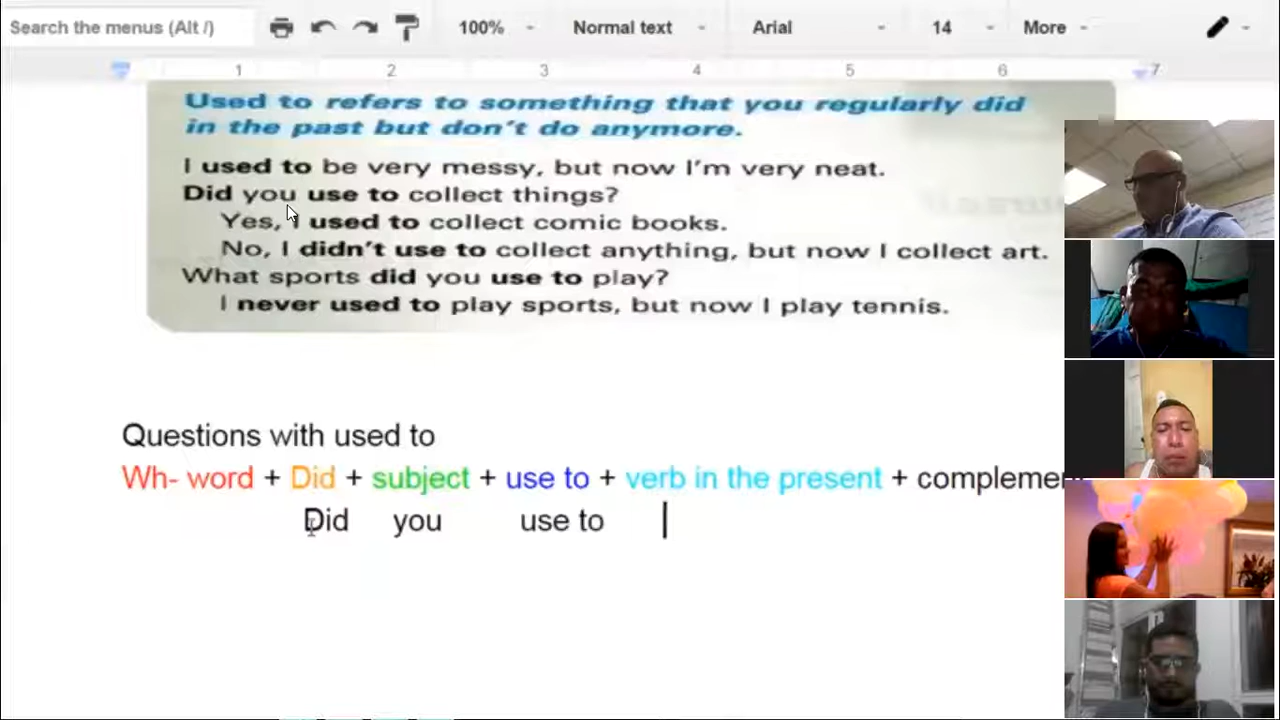 Search the menus (Alt /)
100%
Normal text
Arial
14
More
1 2 3 4 5 6 7
Used to refers to something that you regularly did
in the past but don't do anymore.
I used to be very messy, but now I'm very neat.
Did you use to collect things?
Yes, I used to collect comic books.
No, I didn't use to collect anything, but now I collect art.
What sports did you use to play?
I never used to play sports, but now I play tennis.
Questions with used to
Wh- word + Did + subject + use to + verb in the present + complement
Did you use to